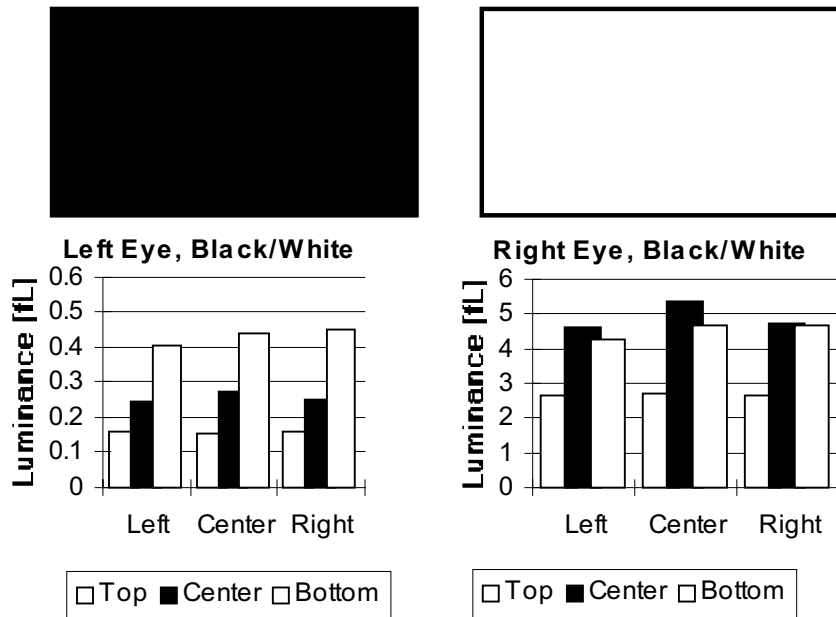 Left Eye, Black/White
Luminance [fL]
0.6
0.5
0.4
0.3
0.2
0.1
0
Left Center Right
Top Center Bottom
Right Eye, Black/White
Luminance [fL]
6
5
4
3
2
1
0
Left Center Right
Top Center Bottom